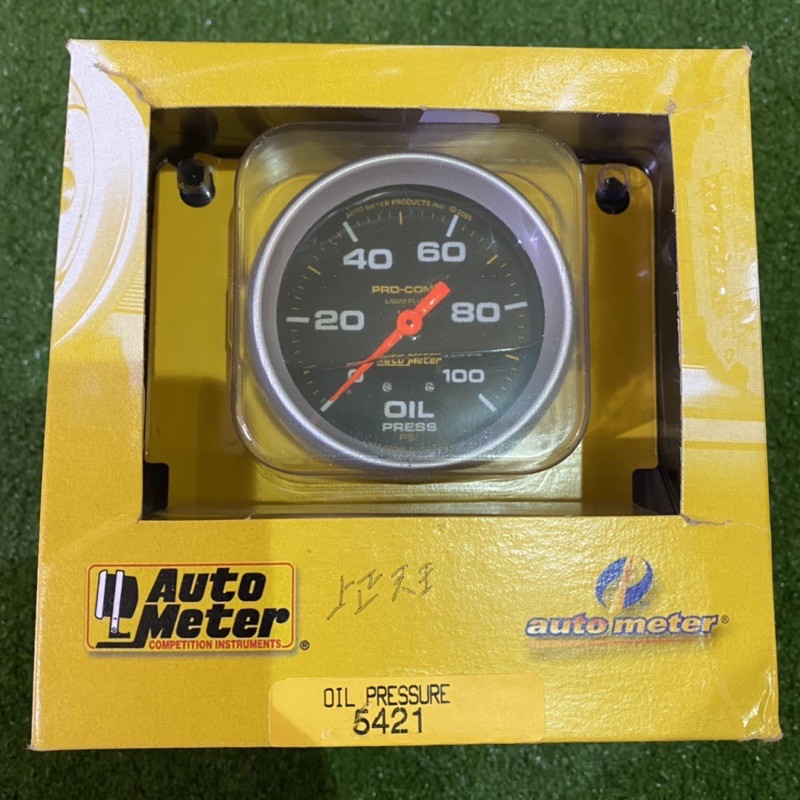 AUTO METER PRODUCTS INC. ©
40
60
PRO-COMP
20
80
Auto Meter
0
100
OIL
PRESS
PSI
Auto
Meter®
COMPETITION INSTRUMENTS
auto meter®
OIL PRESSURE
5421